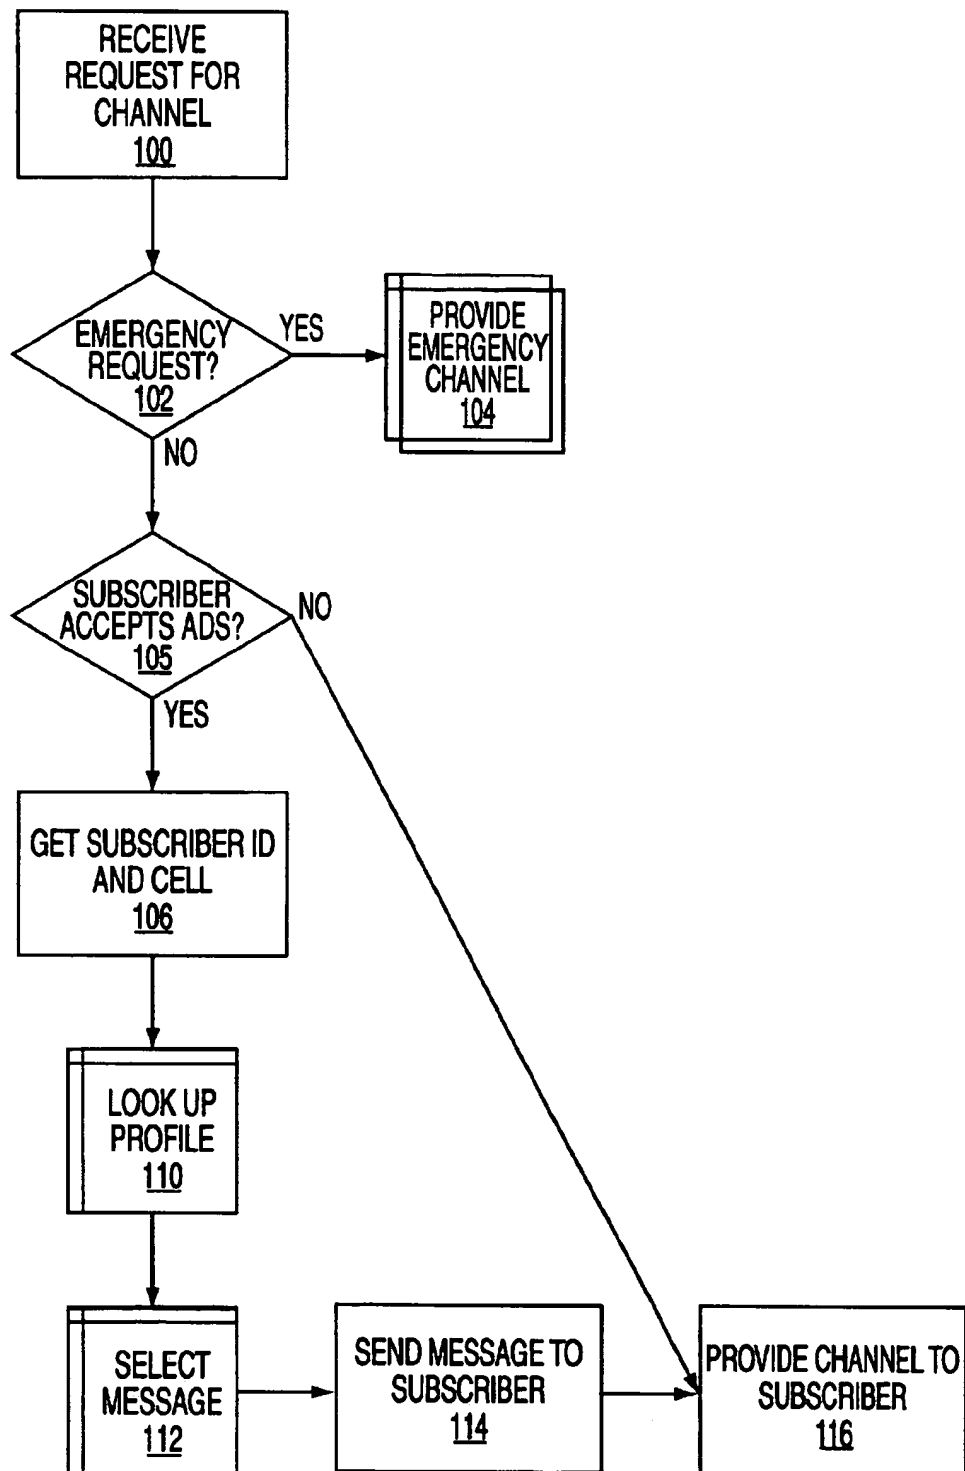 RECEIVE
REQUEST FOR
CHANNEL
100
EMERGENCY
REQUEST?
102
YES
PROVIDE
EMERGENCY
CHANNEL
104
NO
SUBSCRIBER
ACCEPTS ADS?
105
NO
YES
GET SUBSCRIBER ID
AND CELL
106
LOOK UP
PROFILE
110
SELECT
MESSAGE
112
SEND MESSAGE TO
SUBSCRIBER
114
PROVIDE CHANNEL TO
SUBSCRIBER
116